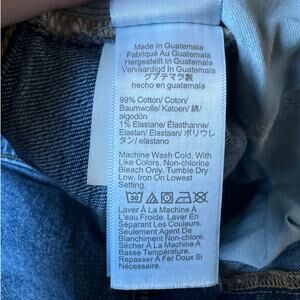 Made In Guatemala
Fabriqué Au Guatemala
Hergestellt In Guatemala
Vervaardigd In Guatemala
グアテマラ製
hecho en guatemala
99% Cotton/ Coton/
Baumwolle/ Katoen/ 綿/
algodón
1% Elastane/ Élasthanne/
Elastan/ Elastaan/ ポリウレ
タン/ elastano
Machine Wash Cold. With
Like Colors. Non-chlorine
Bleach Only. Tumble Dry
Low. Iron On Lowest
Setting.
30
Laver À La Machine À
L'eau Froide. Laver En
Séparant Les Couleurs.
Seulement Agent De
Blanchiment Non-chlore.
Séchage À Machine À
Basse Température.
Repasser À Fer Doux Si
Nécessaire.